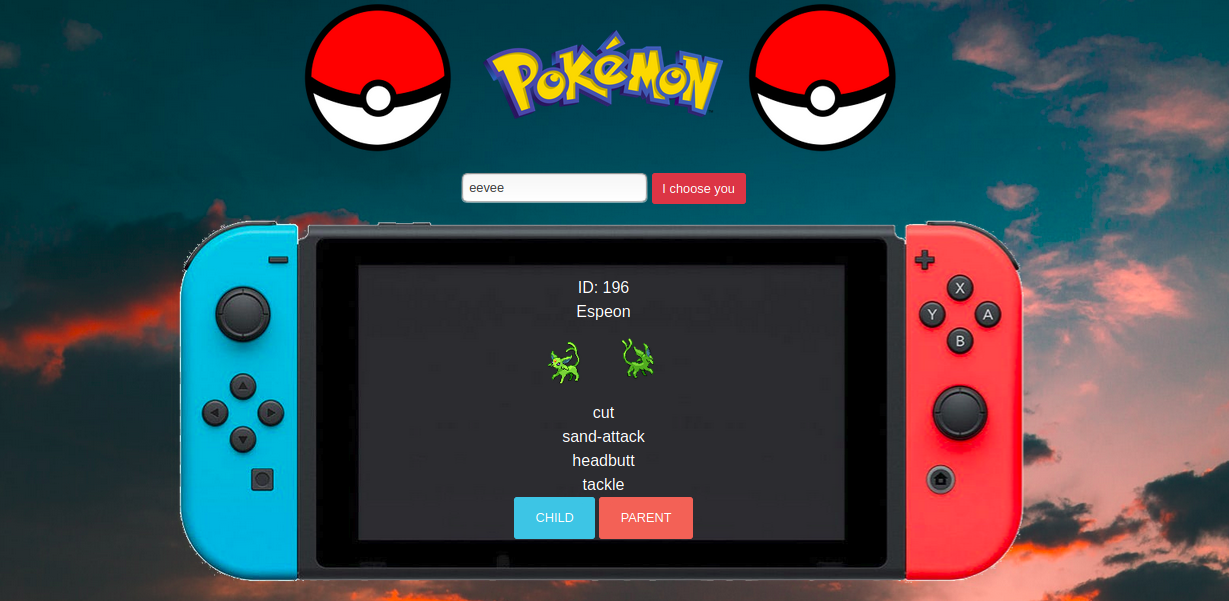 POKéMON
eevee
I choose you
ID: 196
Espeon
X
Y
A
B
cut
sand-attack
headbutt
tackle
CHILD
PARENT